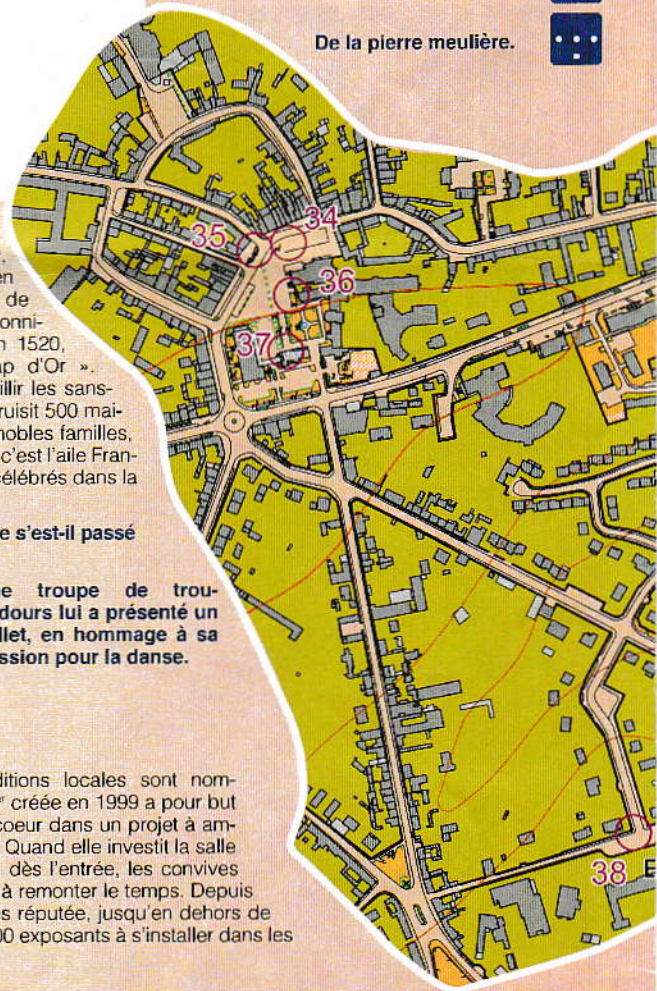 De la pierre meulière.
en
de
onni-
n 1520,
ap d'Or ».
illir les sans-
ruisit 500 mai-
nobles familles,
c'est l'aile Fran-
célébrés dans la
e s'est-il passé
e troupe de trou-
dours lui a présenté un
llet, en hommage à sa
ssion pour la danse.
ditions locales sont nom-
créée en 1999 a pour but
coeur dans un projet à am-
Quand elle investit la salle
dès l'entrée, les convives
à remonter le temps. Depuis
s réputée, jusqu'en dehors de
00 exposants à s'installer dans les
35
34
36
37
38
E